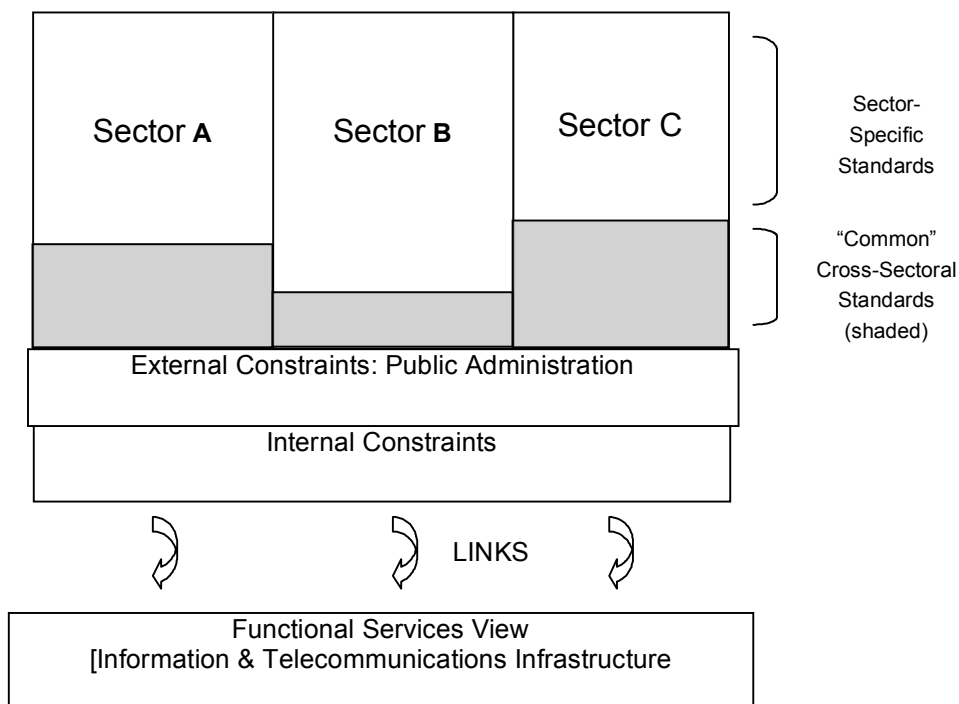 Sector A
Sector B
Sector C
Sector-
Specific
Standards
“Common”
Cross-Sectoral
Standards
(shaded)
External Constraints: Public Administration
Internal Constraints
LINKS
Functional Services View
[Information & Telecommunications Infrastructure